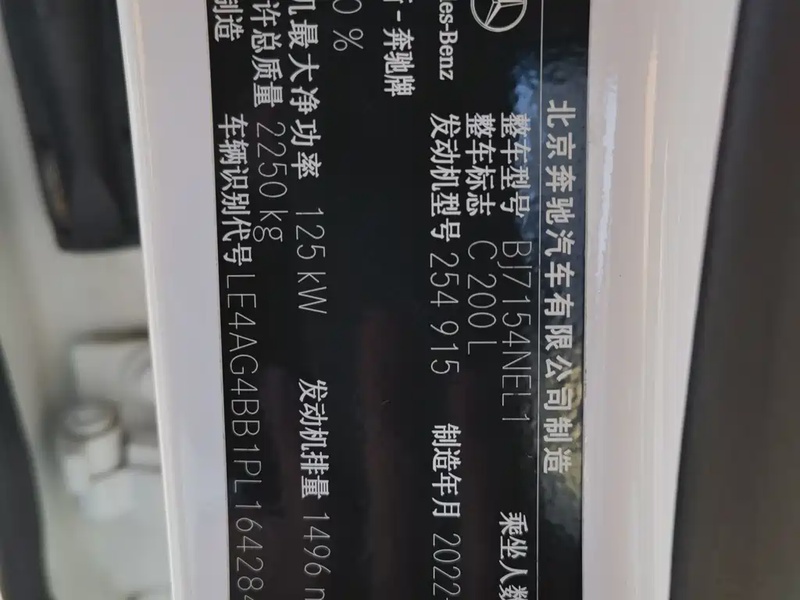 北京奔驰汽车有限公司制造
整车型号 BJ7154NEL1 乘坐人数
整车标志 C 200 L
des-Benz 发动机型号 254 915 制造年月 2022-
-奔驰牌
0 %
机最大净功率 125 kW 发动机排量 1496 m
许总质量 2250 kg
制造 车辆识别代号 LE4AG4BB1PL164284